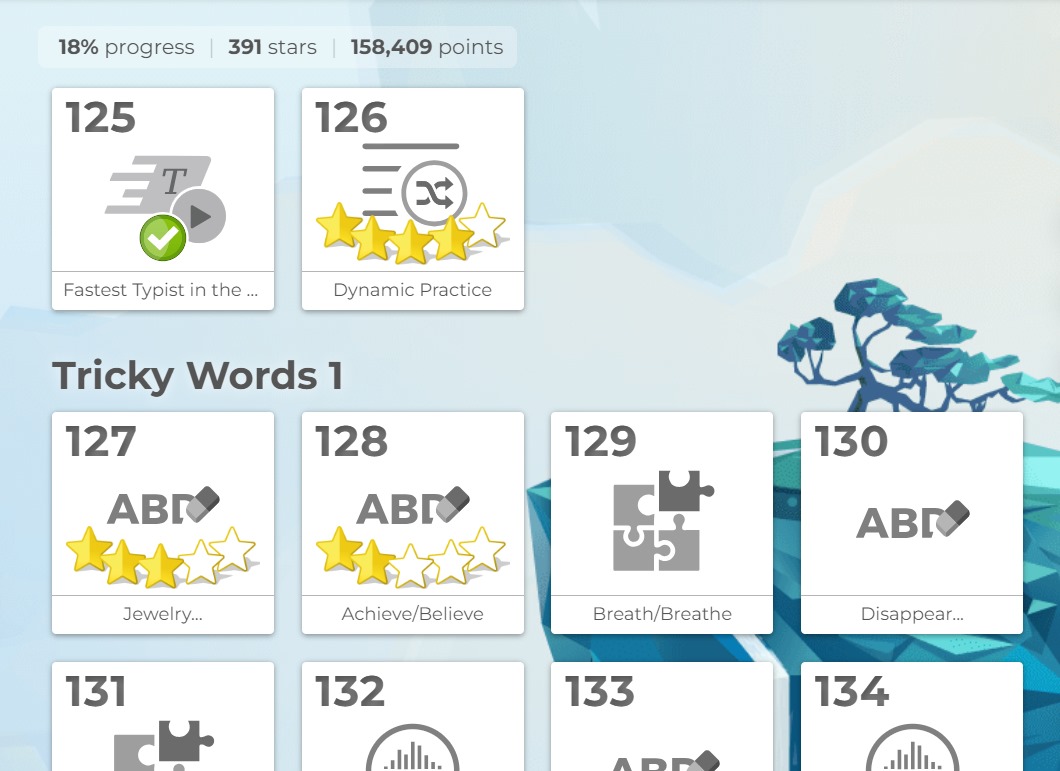 18% progress | 391 stars | 158,409 points
125
126
T
Fastest Typist in the ...
Dynamic Practice
Tricky Words 1
127
128
129
130
ABD
ABD
ABD
Jewelry...
Achieve/Believe
Breath/Breathe
Disappear...
131
132
133
134
ABD